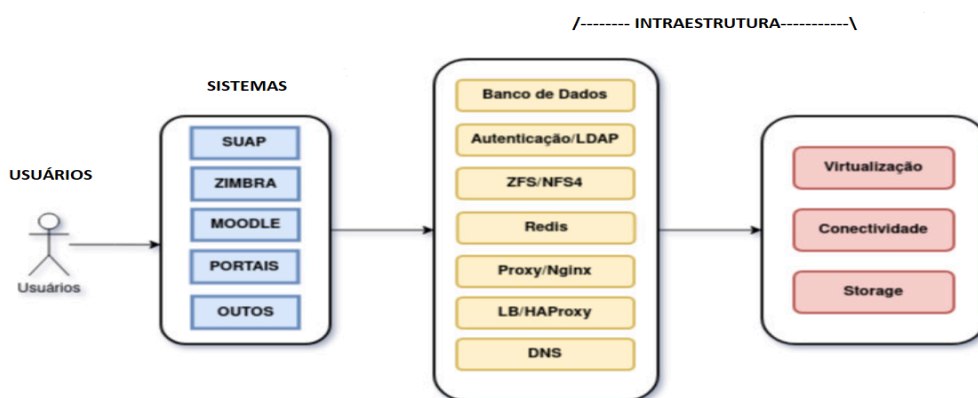 /-------- INTRAESTRUTURA-----------\
SISTEMAS
USUÁRIOS
Usuários
SUAP
ZIMBRA
MOODLE
PORTAIS
OUTOS
Banco de Dados
Autenticação/LDAP
ZFS/NFS4
Redis
Proxy/Nginx
LB/HAProxy
DNS
Virtualização
Conectividade
Storage